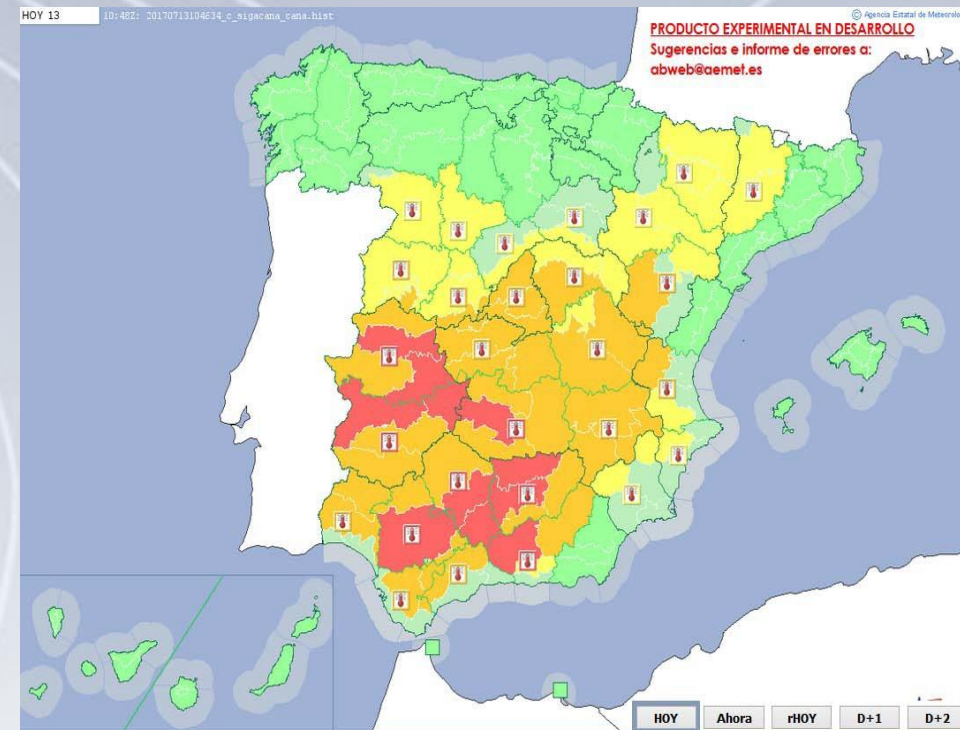 HOY 13
10:48Z: 20170713104634_c_sigacana_cana.hist
© Agencia Estatal de Meteorolo
PRODUCTO EXPERIMENTAL EN DESARROLLO
Sugerencias e informe de errores a:
abweb@aemet.es
HOY
Ahora
rHOY
D+1
D+2